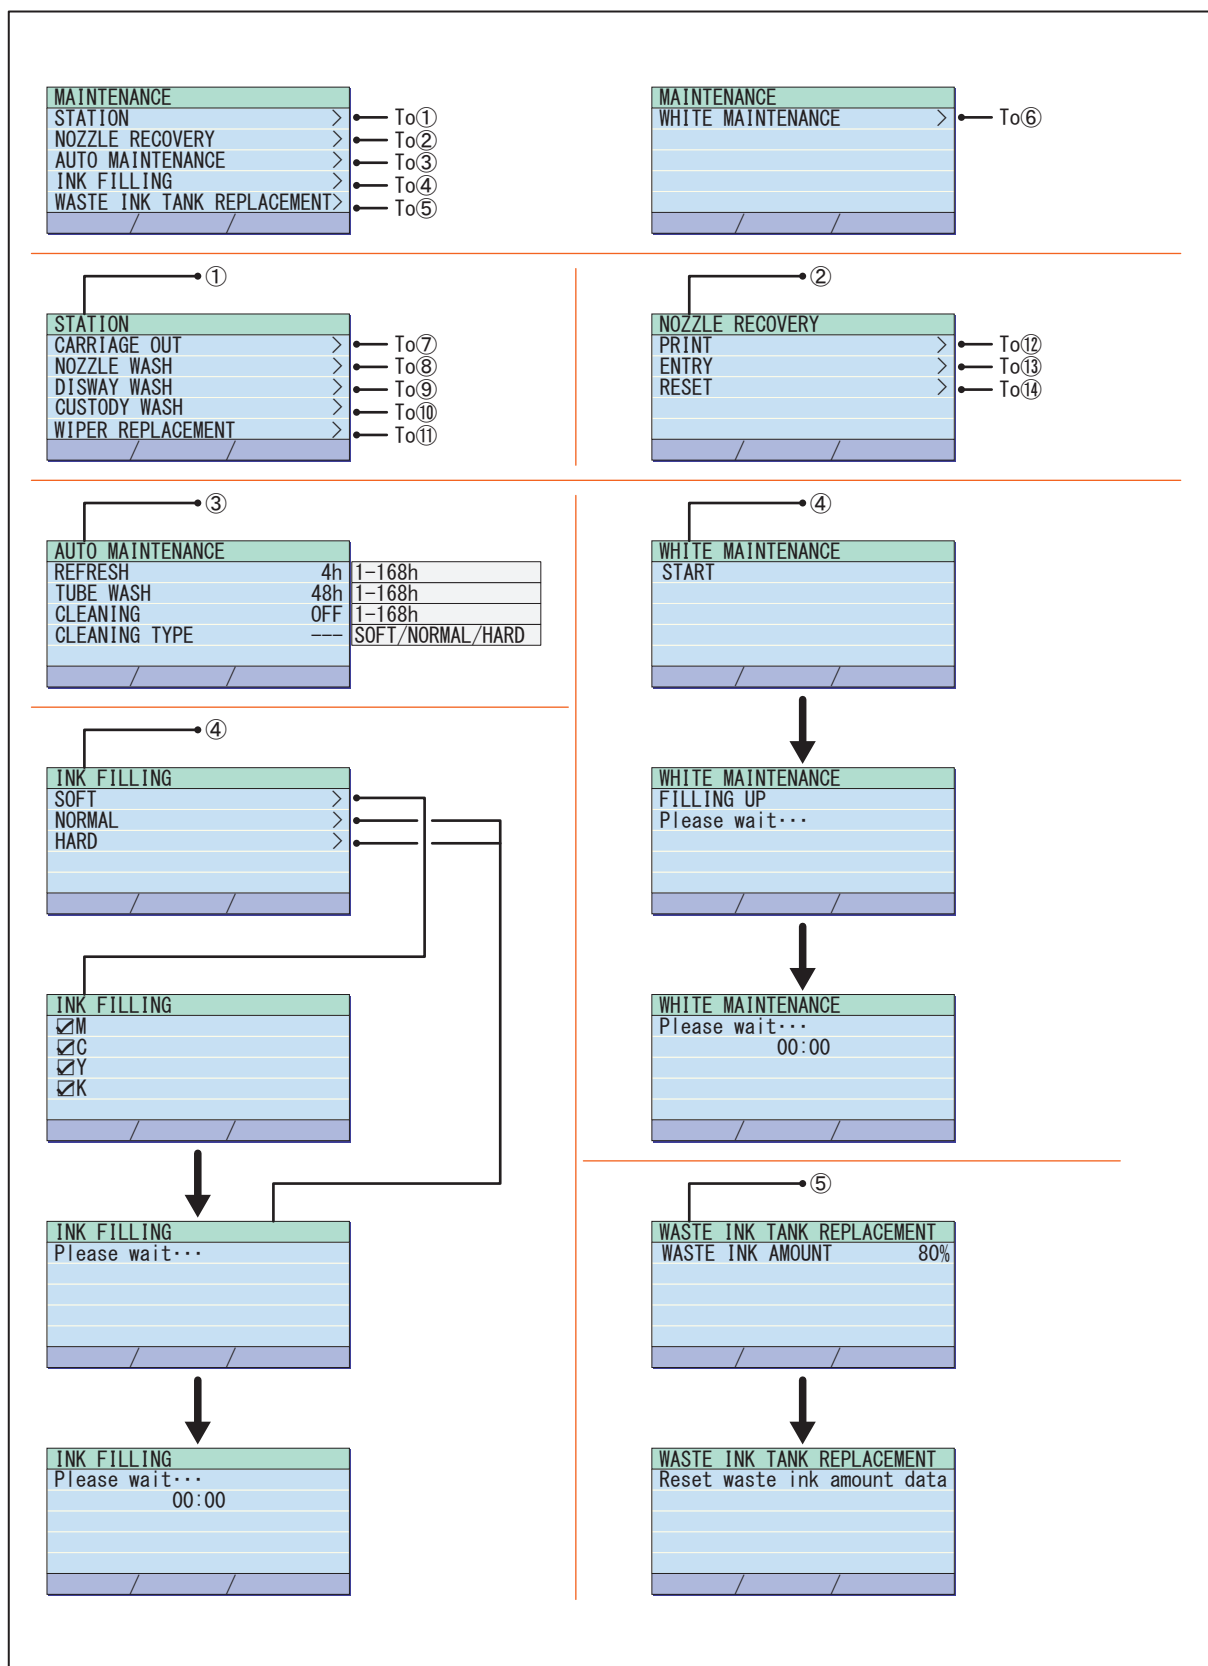 MAINTENANCE
STATION >
NOZZLE RECOVERY >
AUTO MAINTENANCE >
INK FILLING >
WASTE INK TANK REPLACEMENT>
/ /
To①
To②
To③
To④
To⑤
MAINTENANCE
WHITE MAINTENANCE >
/ /
To⑥
①
STATION
CARRIAGE OUT >
NOZZLE WASH >
DISWAY WASH >
CUSTODY WASH >
WIPER REPLACEMENT >
/ /
To⑦
To⑧
To⑨
To⑩
To⑪
②
NOZZLE RECOVERY
PRINT >
ENTRY >
RESET >
/ /
To⑫
To⑬
To⑭
③
AUTO MAINTENANCE
REFRESH 4h 1-168h
TUBE WASH 48h 1-168h
CLEANING OFF 1-168h
CLEANING TYPE --- SOFT/NORMAL/HARD
/ /
④
WHITE MAINTENANCE
START
/ /
WHITE MAINTENANCE
FILLING UP
Please wait···
/ /
WHITE MAINTENANCE
Please wait···
00:00
/ /
④
INK FILLING
SOFT >
NORMAL >
HARD >
/ /
INK FILLING
☑M
☑C
☑Y
☑K
/ /
INK FILLING
Please wait···
/ /
INK FILLING
Please wait···
00:00
/ /
⑤
WASTE INK TANK REPLACEMENT
WASTE INK AMOUNT 80%
/ /
WASTE INK TANK REPLACEMENT
Reset waste ink amount data
/ /